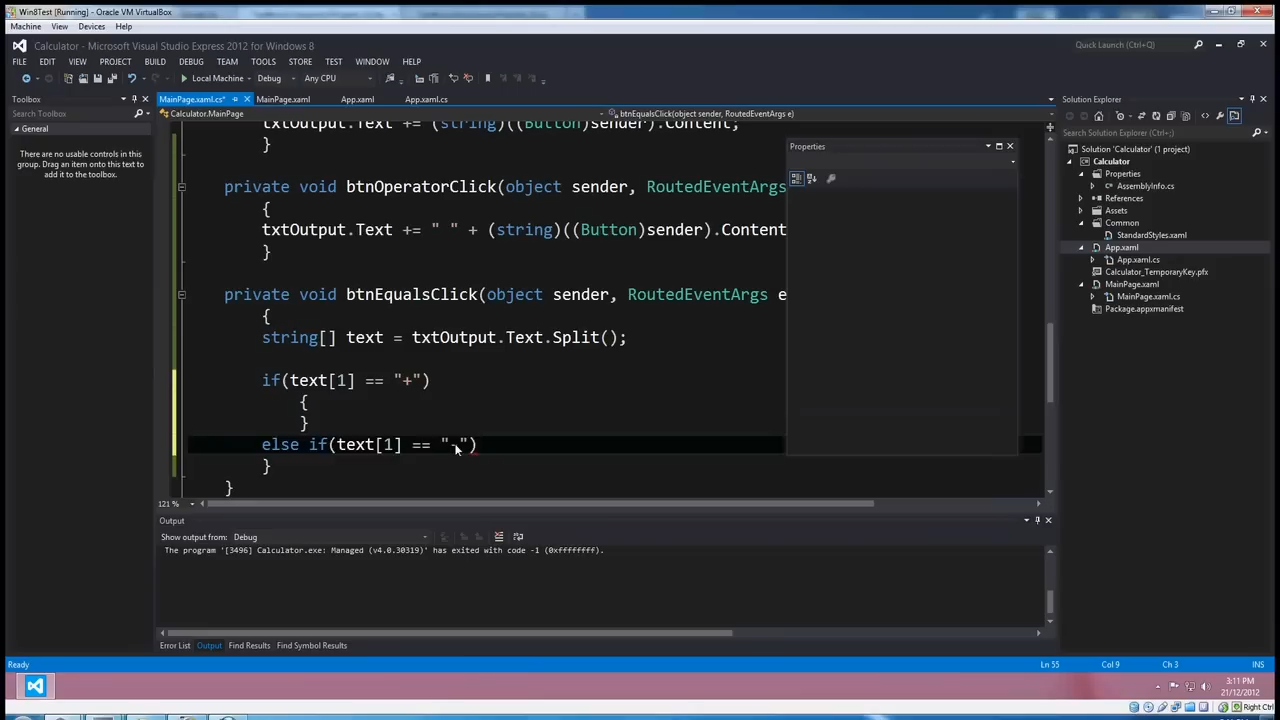 Win8Test [Running] - Oracle VM VirtualBox
Machine View Devices Help
Calculator - Microsoft Visual Studio Express 2012 for Windows 8
Quick Launch (Ctrl+Q)
FILE EDIT VIEW DEBUG TEAM TOOLS STORE TEST WINDOW HELP
PROJECT BUILD
Local Machine Debug Any CPU
Toolbox
MainPage.xaml.cs* MainPage.xaml App.xaml App.xaml.cs
Solution Explorer
Search Toolbox
Calculator.MainPage
btnEqualsClick(object sender, RoutedEventArgs e)
General
There are no usable controls in this
group. Drag an item onto this text to
add it to the toolbox.
txtOutput.Text += (string)((Button)sender).Content;
}
private void btnOperatorClick(object sender, RoutedEventArgs
{
txtOutput.Text += " " + (string)((Button)sender).Content
}
private void btnEqualsClick(object sender, RoutedEventArgs e
{
string[] text = txtOutput.Text.Split();
if(text[1] == "+")
{
}
else if(text[1] == "-")
}
}
121 %
Properties
Search Solution Explorer (Ctrl+;)
Solution 'Calculator' (1 project)
Calculator
Properties
AssemblyInfo.cs
References
Assets
Common
StandardStyles.xaml
App.xaml
App.xaml.cs
Calculator_TemporaryKey.pfx
MainPage.xaml
MainPage.xaml.cs
Package.appxmanifest
Output
Show output from: Debug
The program '[3496] Calculator.exe: Managed (v4.0.30319)' has exited with code -1 (0xffffffff).
Error List Output Find Results Find Symbol Results
Ready
Ln 55 Col 9 Ch 3 INS
3:11 PM
21/12/2012
Right Ctrl